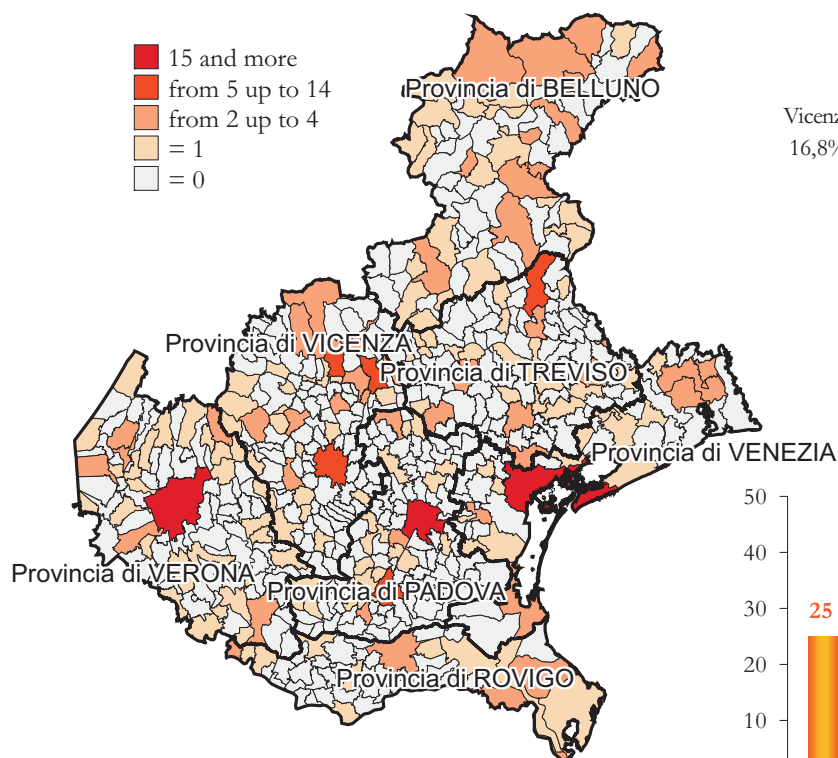 15 and more
from 5 up to 14
from 2 up to 4
= 1
= 0
Provincia di BELLUNO
16,8%
Provincia di VICENZA
Provincia di TREVISO
Provincia di VENEZIA
Provincia di VERONA
Provincia di PADOVA
Provincia di ROVIGO
50
40
30
25
20
10